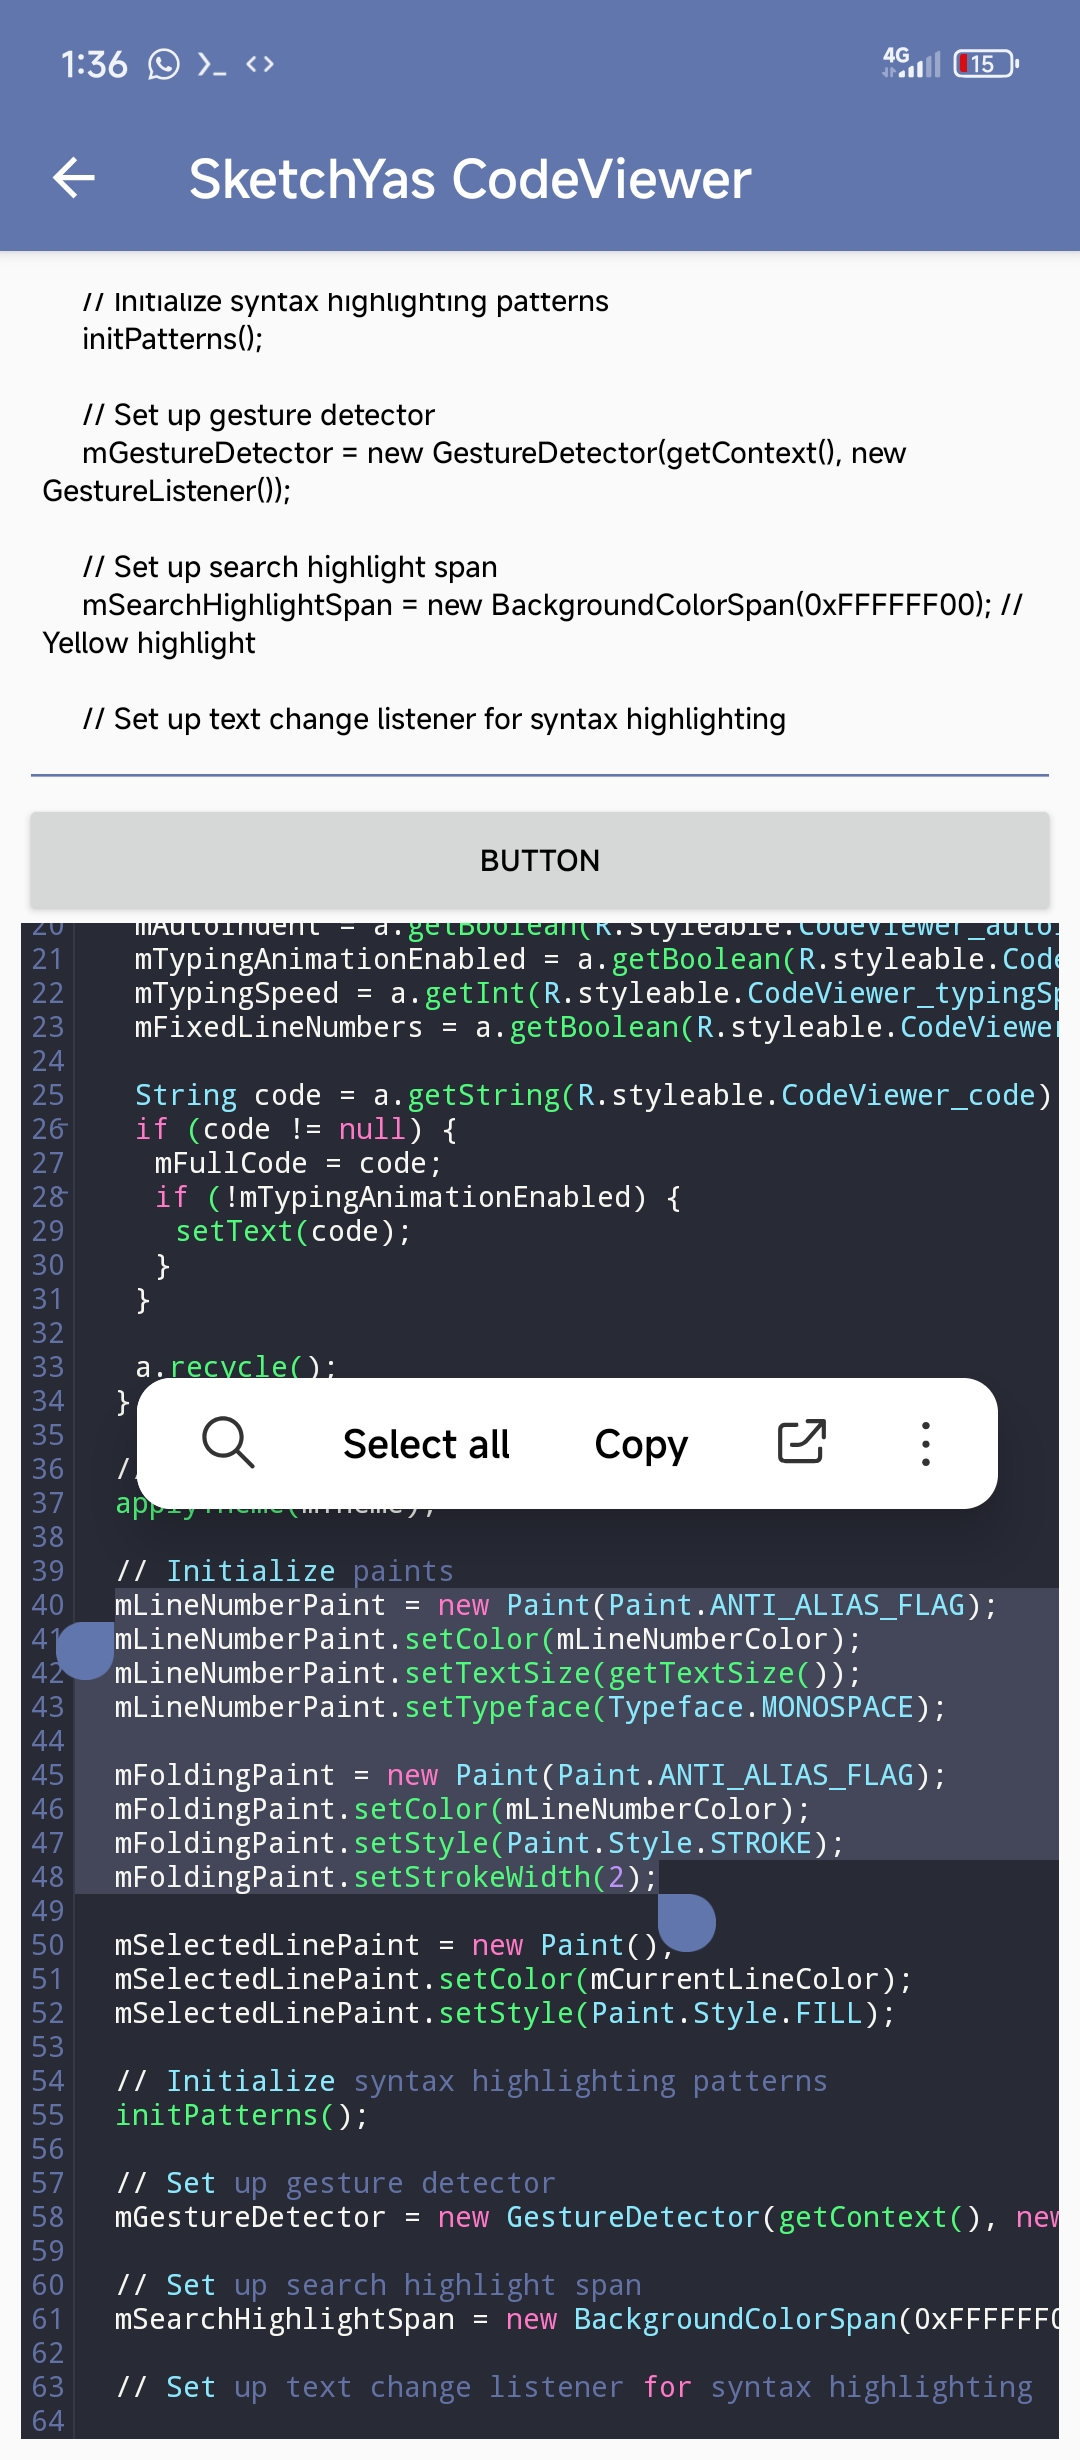 1:36
4G
15
SketchYas CodeViewer
// Initialize syntax highlighting patterns
initPatterns();
// Set up gesture detector
mGestureDetector = new GestureDetector(getContext(), new
GestureListener());
// Set up search highlight span
mSearchHighlightSpan = new BackgroundColorSpan(0xFFFFFF00); //
Yellow highlight
// Set up text change listener for syntax highlighting
BUTTON
20 mAutoIndent = a.getBoolean(R.styleable.CodeViewer_auto
21 mTypingAnimationEnabled = a.getBoolean(R.styleable.Code
22 mTypingSpeed = a.getInt(R.styleable.CodeViewer_typingSp
23 mFixedLineNumbers = a.getBoolean(R.styleable.CodeViewer
24
25 String code = a.getString(R.styleable.CodeViewer_code)
26 if (code != null) {
27 mFullCode = code;
28 if (!mTypingAnimationEnabled) {
29 setText(code);
30 }
31 }
32
33 a.recycle();
34 }
35
Select all Copy
36 //
37 applyTheme(mTheme);
38
39 // Initialize paints
40 mLineNumberPaint = new Paint(Paint.ANTI_ALIAS_FLAG);
41 mLineNumberPaint.setColor(mLineNumberColor);
42 mLineNumberPaint.setTextSize(getTextSize());
43 mLineNumberPaint.setTypeface(Typeface.MONOSPACE);
44
45 mFoldingPaint = new Paint(Paint.ANTI_ALIAS_FLAG);
46 mFoldingPaint.setColor(mLineNumberColor);
47 mFoldingPaint.setStyle(Paint.Style.STROKE);
48 mFoldingPaint.setStrokeWidth(2);
49
50 mSelectedLinePaint = new Paint();
51 mSelectedLinePaint.setColor(mCurrentLineColor);
52 mSelectedLinePaint.setStyle(Paint.Style.FILL);
53
54 // Initialize syntax highlighting patterns
55 initPatterns();
56
57 // Set up gesture detector
58 mGestureDetector = new GestureDetector(getContext(), new
59
60 // Set up search highlight span
61 mSearchHighlightSpan = new BackgroundColorSpan(0xFFFFFF0
62
63 // Set up text change listener for syntax highlighting
64